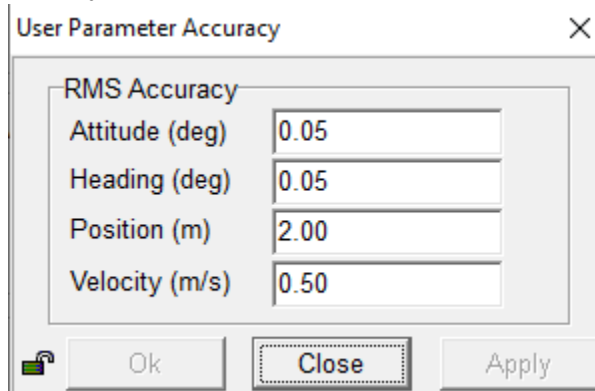 User Parameter Accuracy
RMS Accuracy
Attitude (deg) 0.05
Heading (deg) 0.05
Position (m) 2.00
Velocity (m/s) 0.50
Ok Close Apply